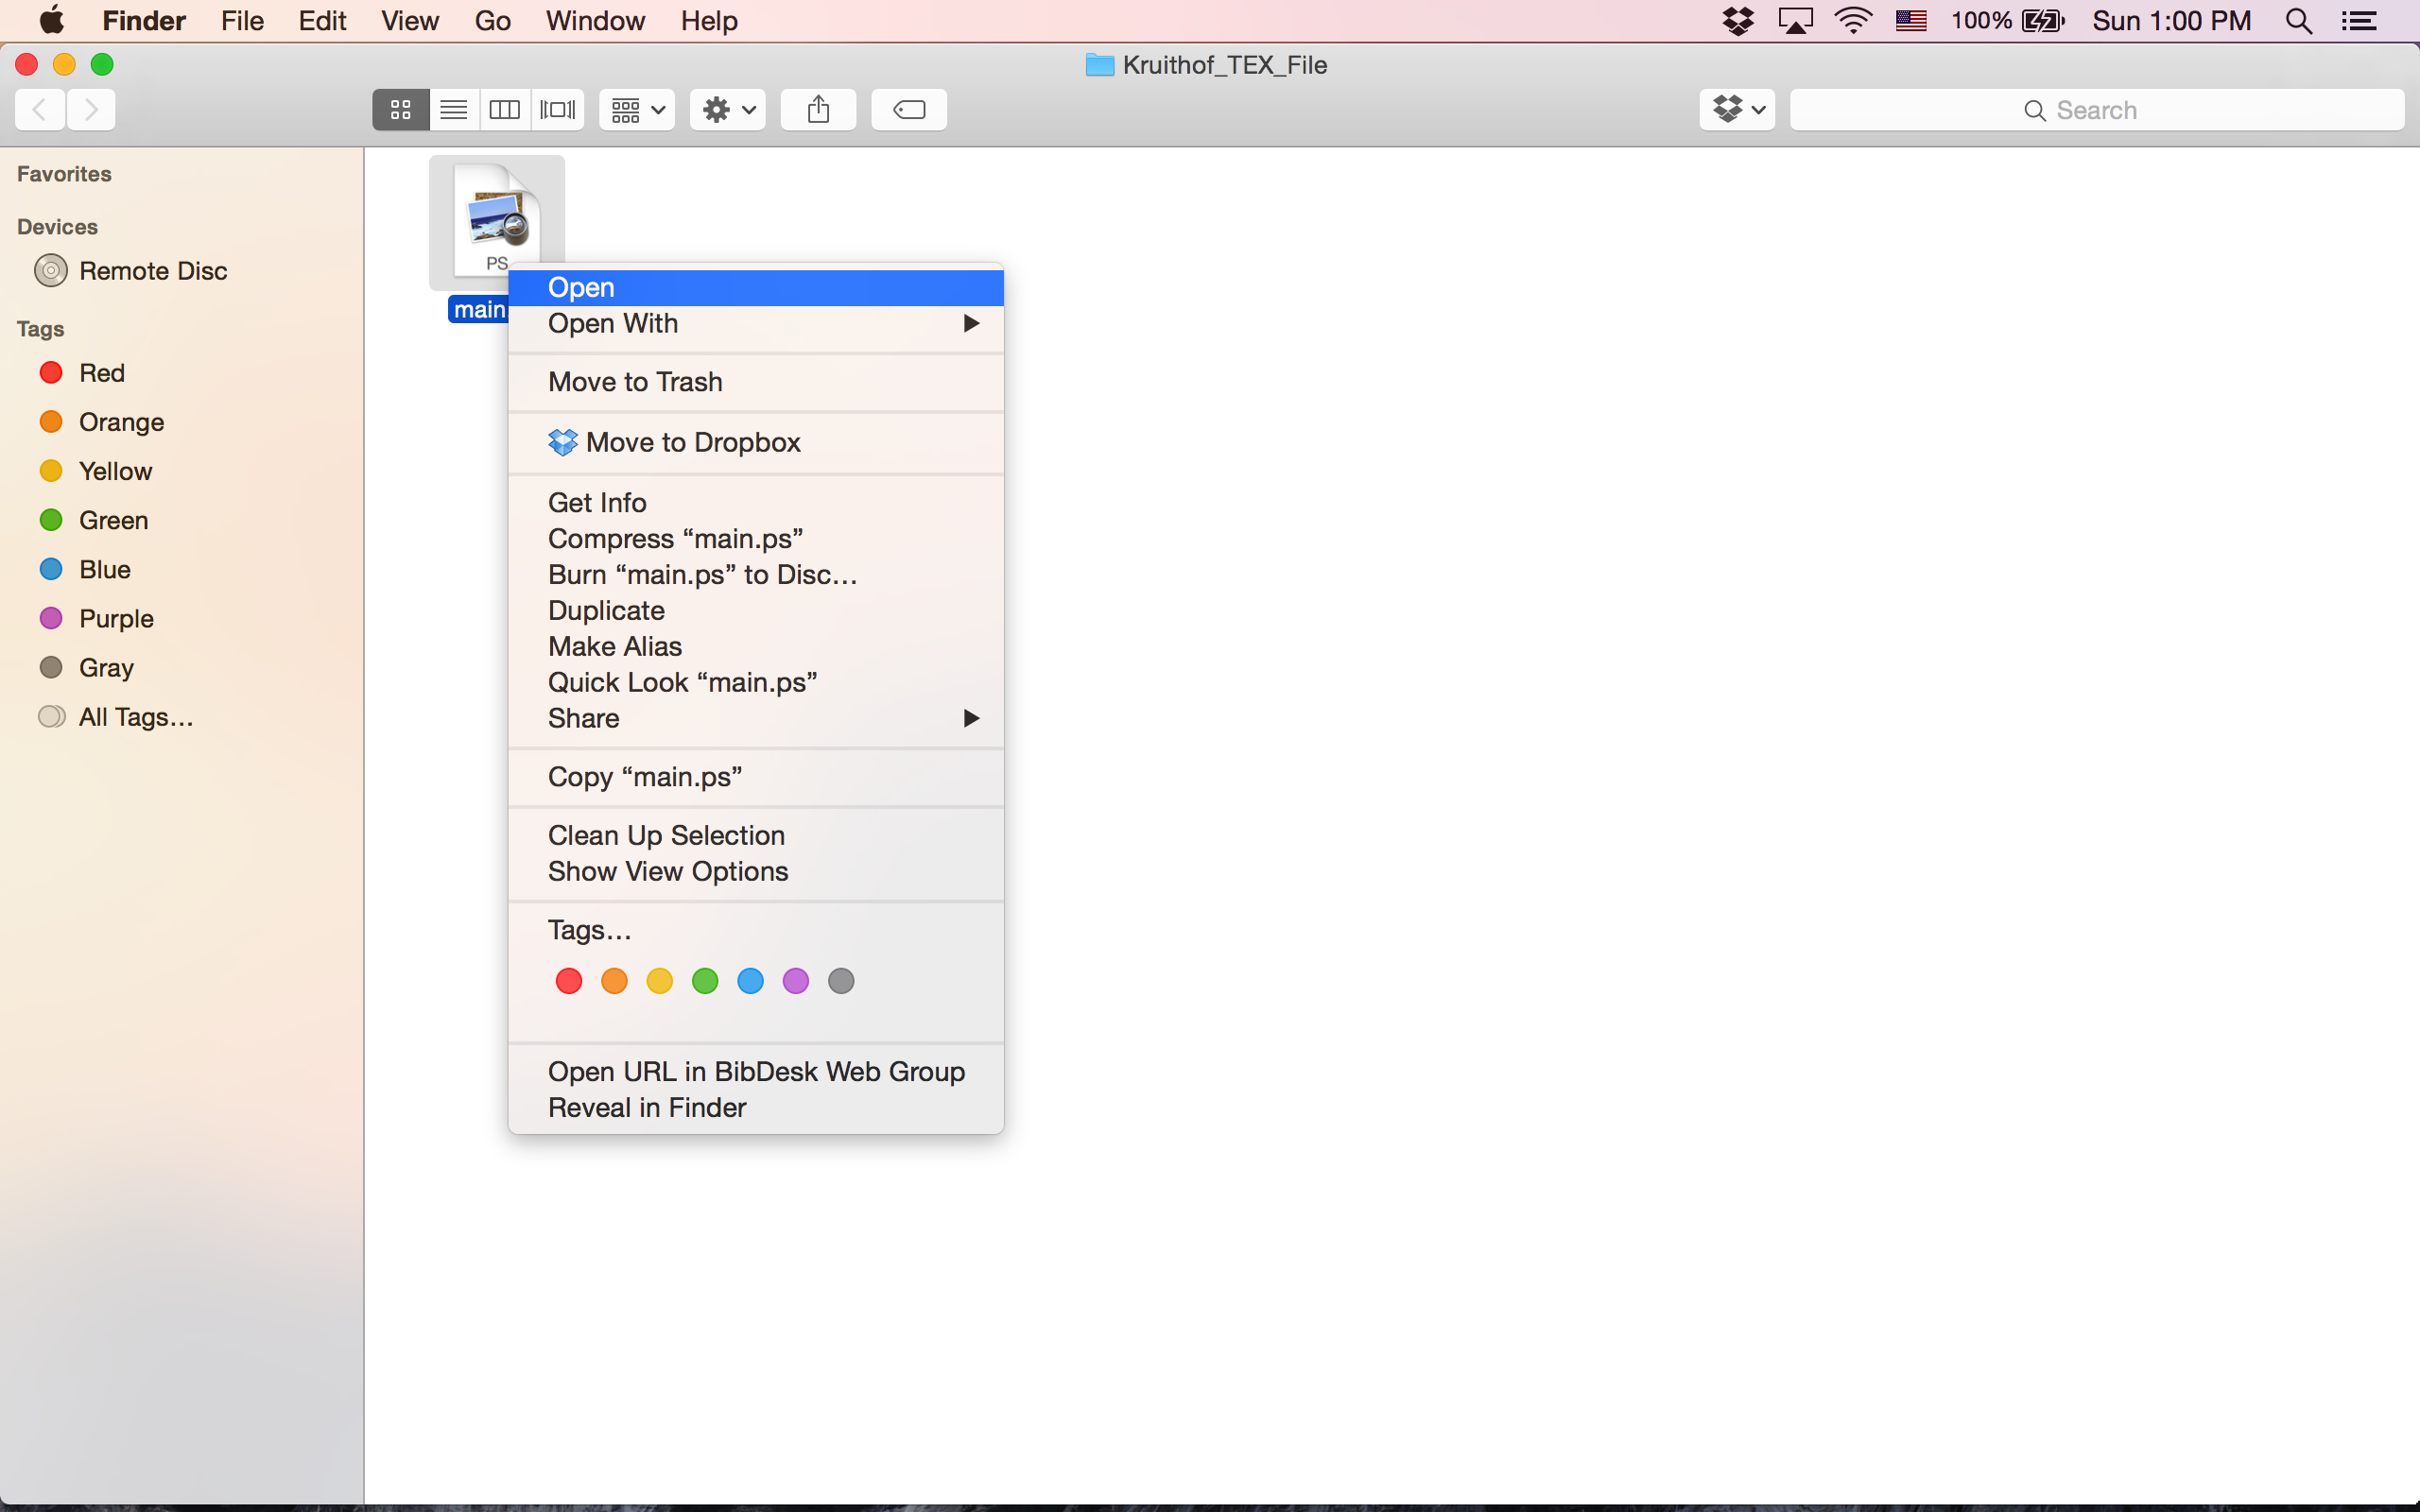 Finder File Edit View Go Window Help 100% Sun 1:00 PM
Kruithof_TEX_File
Search
Favorites
Devices
Remote Disc
Tags
Red
Orange
Yellow
Green
Blue
Purple
Gray
All Tags…
PS
main.
Open
Open With
Move to Trash
Move to Dropbox
Get Info
Compress “main.ps”
Burn “main.ps” to Disc…
Duplicate
Make Alias
Quick Look “main.ps”
Share
Copy “main.ps”
Clean Up Selection
Show View Options
Tags…
Open URL in BibDesk Web Group
Reveal in Finder